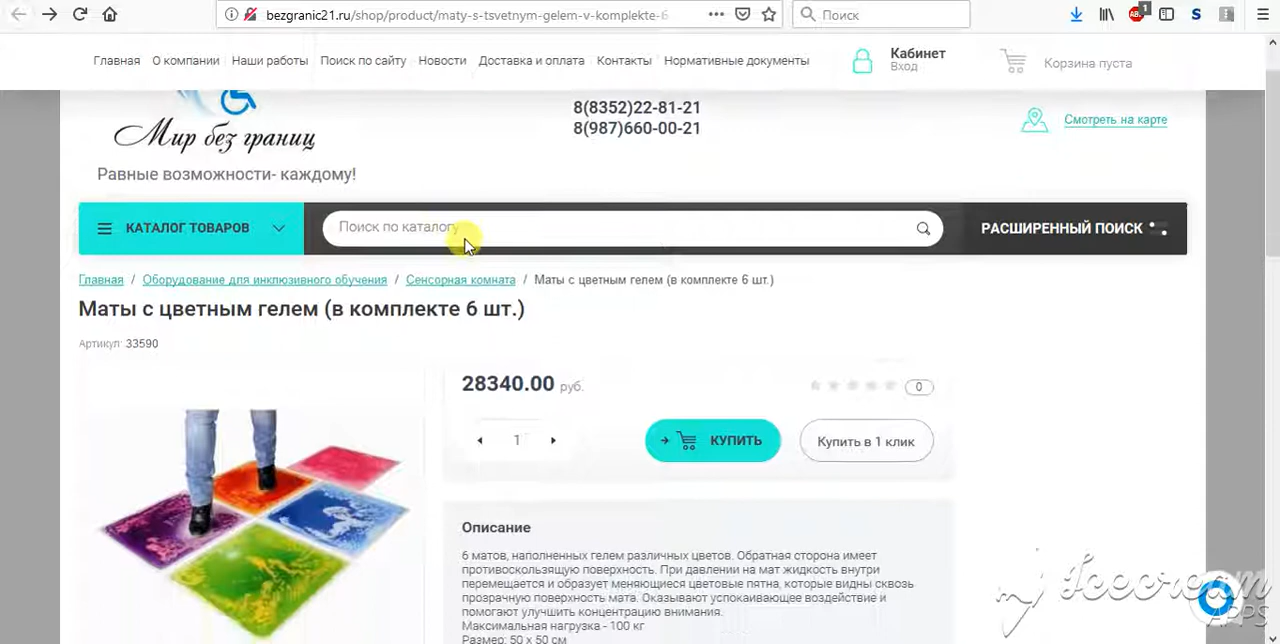 bezgranic21.ru/shop/product/maty-s-tsvetnym-gelem-v-komplekte-6
Поиск
1
Главная О компании Наши работы Поиск по сайту Новости Доставка и оплата Контакты Нормативные документы
Кабинет
Вход
Корзина пуста
Мир без границ
Равные возможности- каждому!
8(8352)22-81-21
8(987)660-00-21
Смотреть на карте
КАТАЛОГ ТОВАРОВ
Поиск по каталогу
РАСШИРЕННЫЙ ПОИСК
Главная / Оборудование для инклюзивного обучения / Сенсорная комната / Маты с цветным гелем (в комплекте 6 шт.)
Маты с цветным гелем (в комплекте 6 шт.)
Артикул: 33590
28340.00 руб.
0
1
КУПИТЬ
Купить в 1 клик
Описание
6 матов, наполненных гелем различных цветов. Обратная сторона имеет
противоскользящую поверхность. При давлении на мат жидкость внутри
перемещается и образует меняющиеся цветовые пятна, которые видны сквозь
прозрачную поверхность мата. Оказывают успокаивающее воздействие и
помогают улучшить концентрацию внимания.
Максимальная нагрузка - 100 кг
Размер: 50 х 50 см
Icecream
APPS